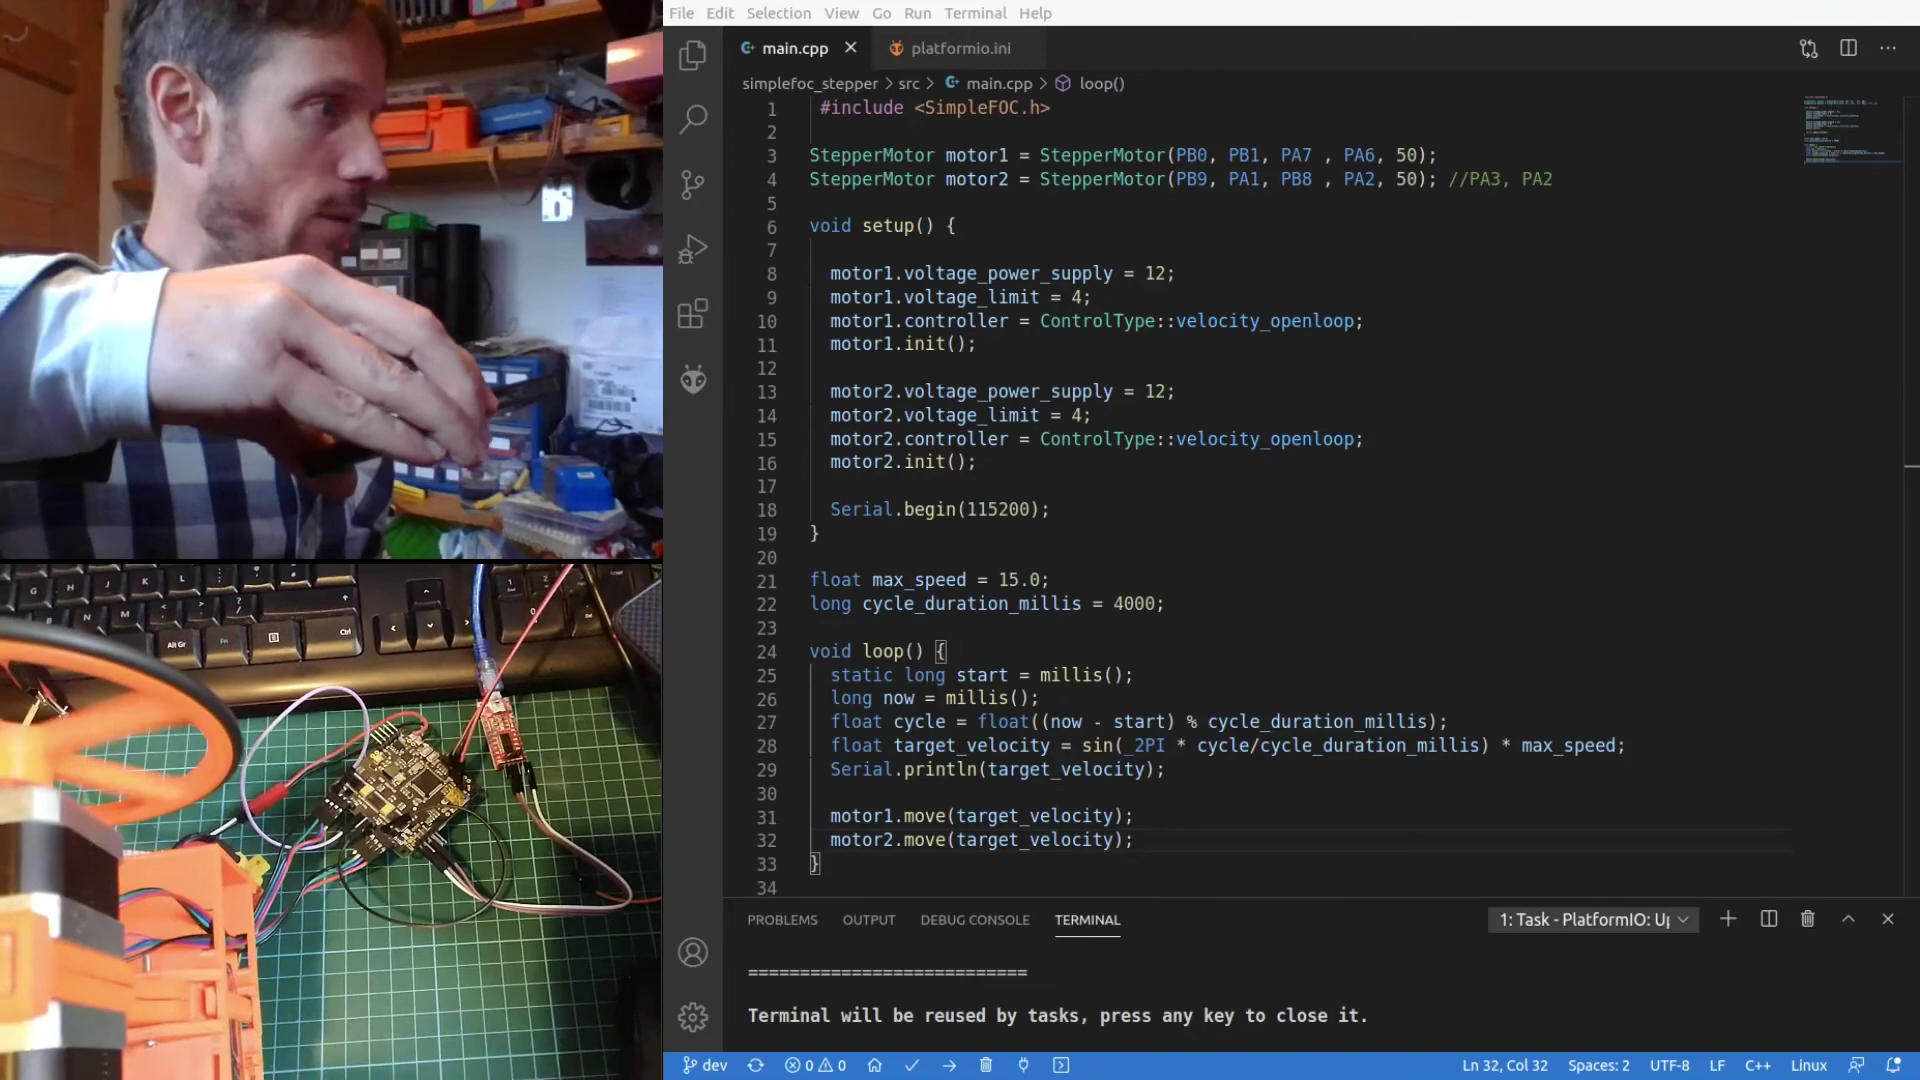 File Edit Selection View Go Run Terminal Help
main.cpp platformio.ini
simplefoc_stepper > src > main.cpp > loop()
1 #include <SimpleFOC.h>
2
3 StepperMotor motor1 = StepperMotor(PB0, PB1, PA7 , PA6, 50);
4 StepperMotor motor2 = StepperMotor(PB9, PA1, PB8 , PA2, 50); //PA3, PA2
5
6 void setup() {
7
8 motor1.voltage_power_supply = 12;
9 motor1.voltage_limit = 4;
10 motor1.controller = ControlType::velocity_openloop;
11 motor1.init();
12
13 motor2.voltage_power_supply = 12;
14 motor2.voltage_limit = 4;
15 motor2.controller = ControlType::velocity_openloop;
16 motor2.init();
17
18 Serial.begin(115200);
19 }
20
21 float max_speed = 15.0;
22 long cycle_duration_millis = 4000;
23
24 void loop() {
25 static long start = millis();
26 long now = millis();
27 float cycle = float((now - start) % cycle_duration_millis);
28 float target_velocity = sin(_2PI * cycle/cycle_duration_millis) * max_speed;
29 Serial.println(target_velocity);
30
31 motor1.move(target_velocity);
32 motor2.move(target_velocity);
33 }
34
PROBLEMS OUTPUT DEBUG CONSOLE TERMINAL 1: Task - PlatformIO: Up
===========================
Terminal will be reused by tasks, press any key to close it.
dev 0 0 Ln 32, Col 32 Spaces: 2 UTF-8 LF C++ Linux
G H J K L
B N M
Alt Gr Fn Ctrl